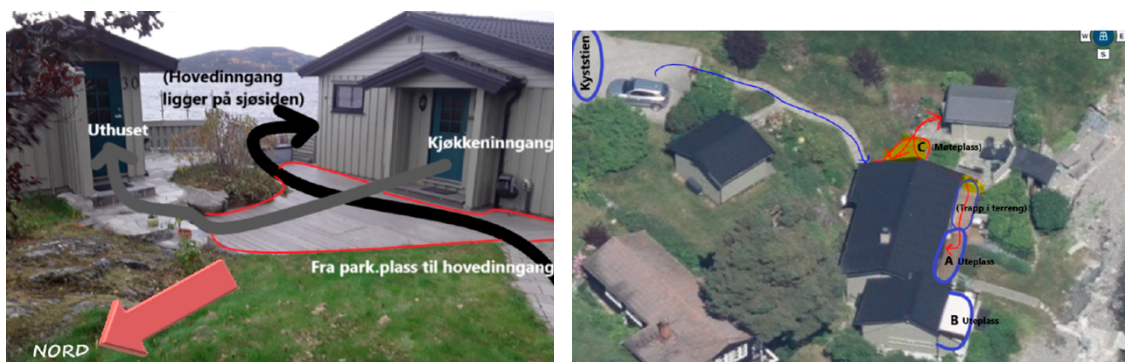 (Hovedinngang
ligger på sjøsiden)
30
Uthuset
Kjøkkeninngang
Fra park.plass til hovedinngang
NORD
Kyststien
W
E
S
C (Møteplass)
(Trapp i terreng)
A Uteplass
B Uteplass